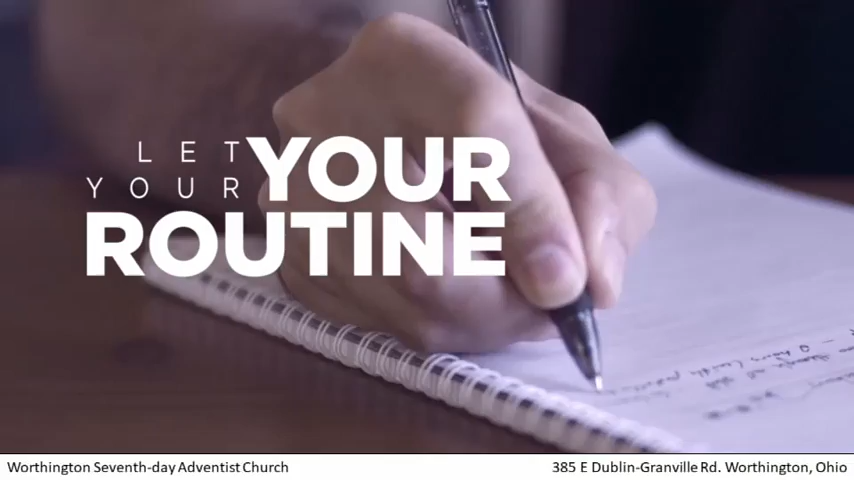 LET YOUR
YOUR
ROUTINE
Worthington Seventh-day Adventist Church
385 E Dublin-Granville Rd. Worthington, Ohio